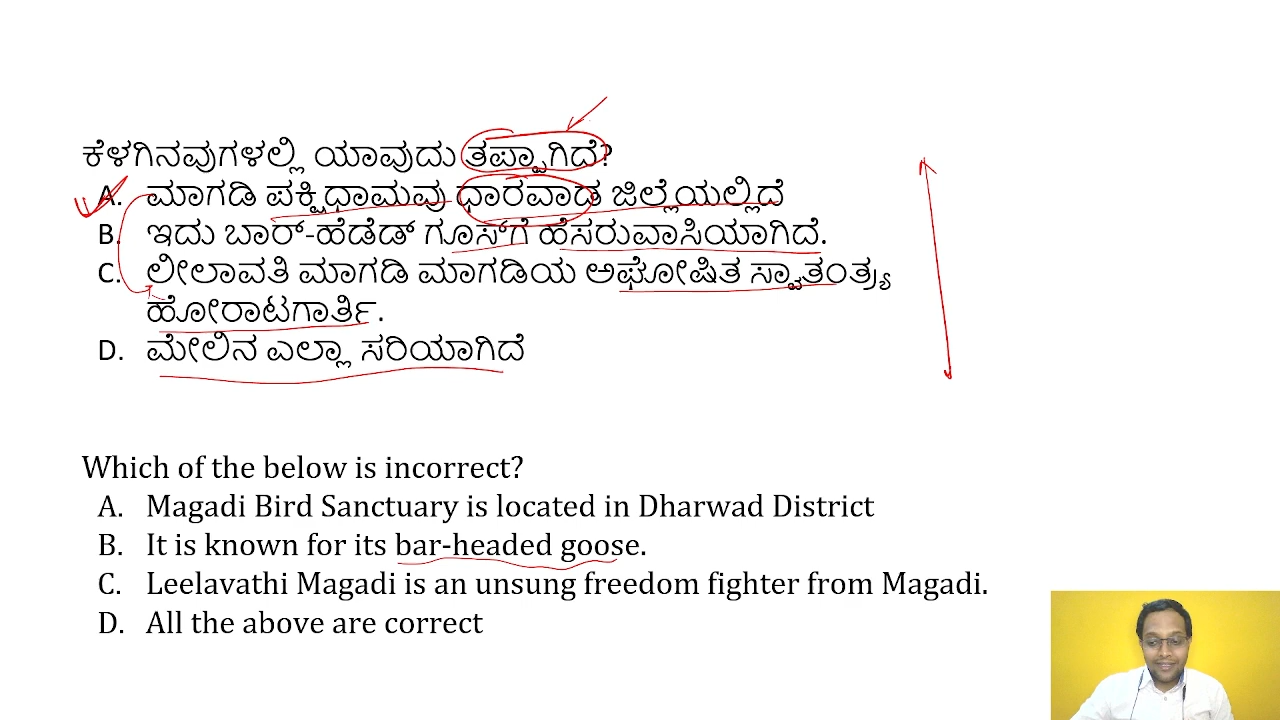 ಕೆಳಗಿನವುಗಳಲ್ಲಿ ಯಾವುದು ತಪ್ಪಾಗಿದೆ?
A. ಮಾಗಡಿ ಪಕ್ಷಿಧಾಮವು ಧಾರವಾಡ ಜಿಲ್ಲೆಯಲ್ಲಿದೆ
B. ಇದು ಬಾರ್-ಹೆಡೆಡ್ ಗೂಸ್‌ಗೆ ಹೆಸರುವಾಸಿಯಾಗಿದೆ.
C. ಲೀಲಾವತಿ ಮಾಗಡಿ ಮಾಗಡಿಯ ಅಘೋಷಿತ ಸ್ವಾತಂತ್ರ್ಯ
ಹೋರಾಟಗಾರ್ತಿ.
D. ಮೇಲಿನ ಎಲ್ಲಾ ಸರಿಯಾಗಿದೆ
Which of the below is incorrect?
A. Magadi Bird Sanctuary is located in Dharwad District
B. It is known for its bar-headed goose.
C. Leelavathi Magadi is an unsung freedom fighter from Magadi.
D. All the above are correct